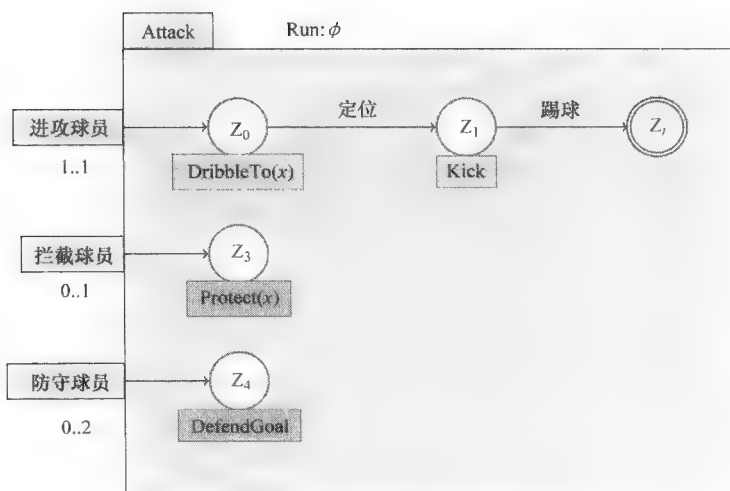 Attack Run: ϕ
定位
踢球
进攻球员 Z₀ Z₁ Zₜ
1..1 DribbleTo(x) Kick
拦截球员 Z₃
0..1 Protect(x)
防守球员 Z₄
0..2 DefendGoal